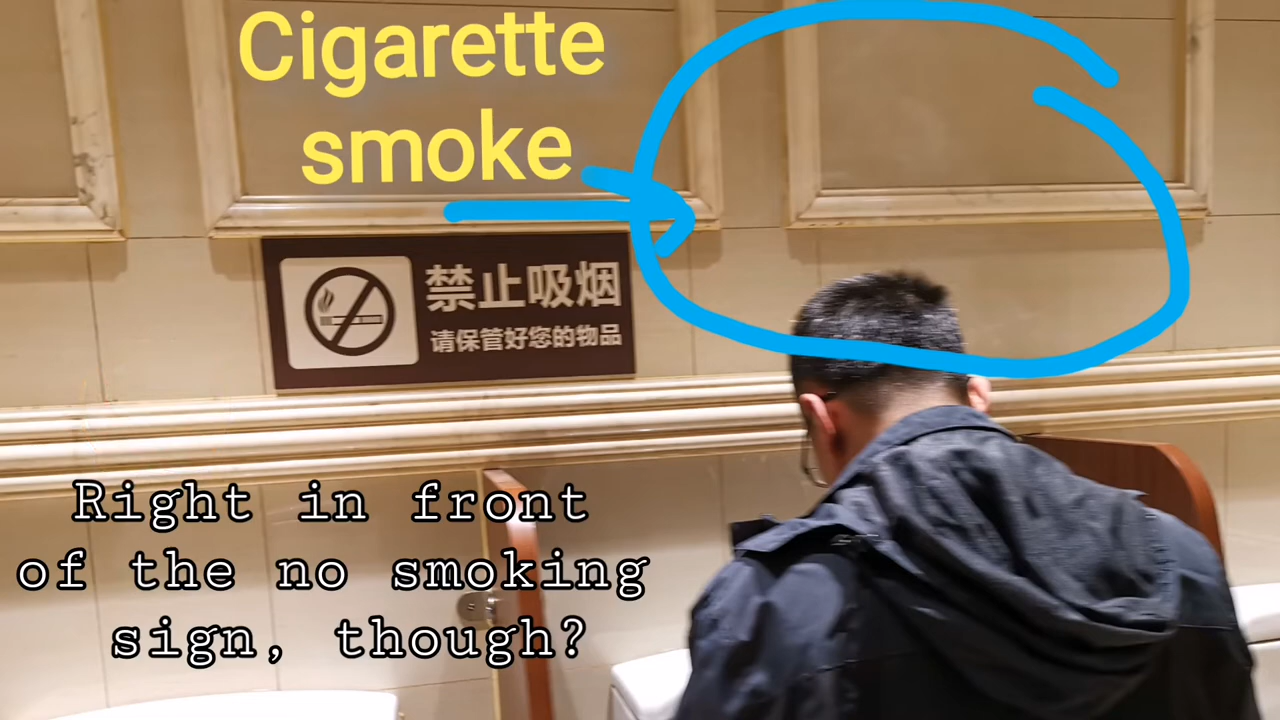 Cigarette
smoke
禁止吸烟
请保管好您的物品
Right in front
of the no smoking
sign, though?